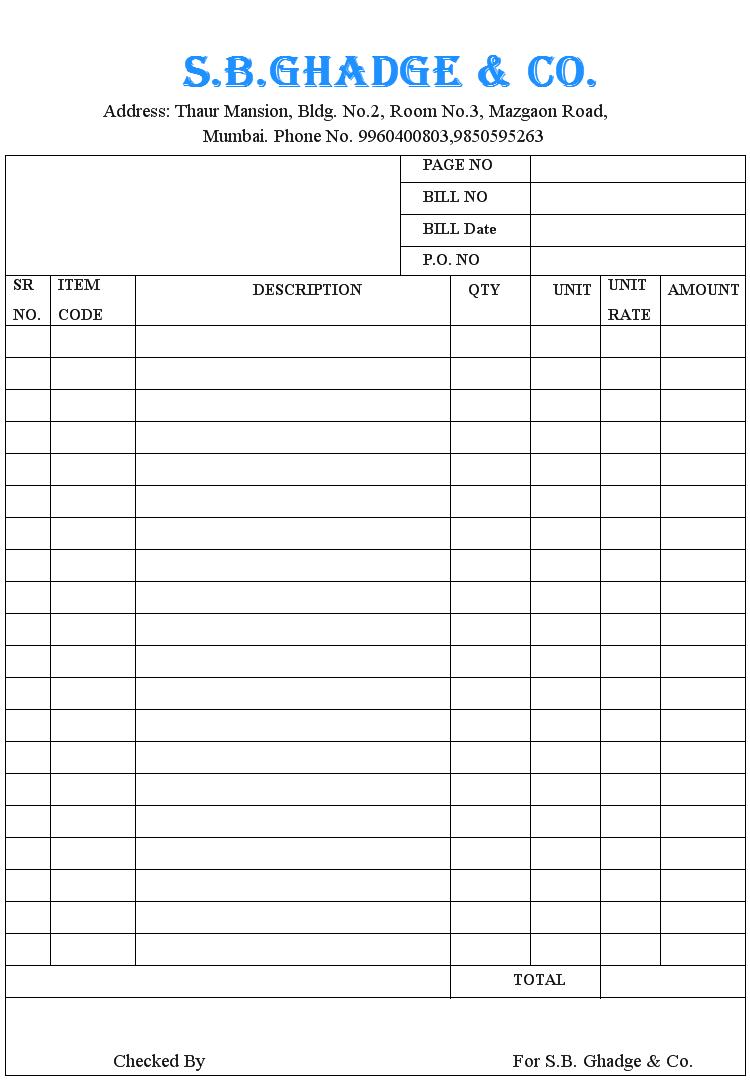 S.B.GHADGE & CO.
Address: Thaur Mansion, Bldg. No.2, Room No.3, Mazgaon Road,
Mumbai. Phone No. 9960400803,9850595263
PAGE NO
BILL NO
BILL Date
P.O. NO
SR NO. ITEM CODE DESCRIPTION QTY UNIT UNIT RATE AMOUNT
TOTAL
Checked By For S.B. Ghadge & Co.